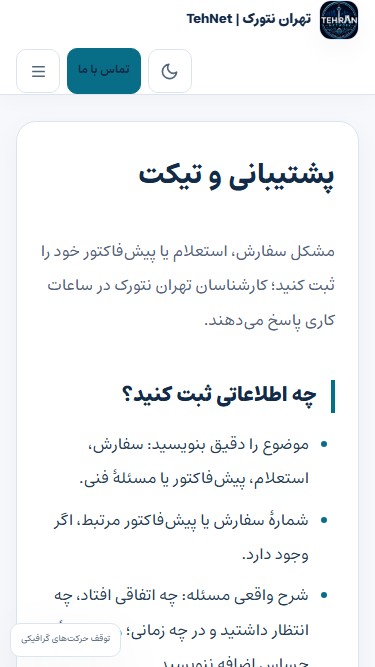 TEHRAN
تهران نتورک | TehNet
تماس با ما
پشتیبانی و تیکت
مشکل سفارش، استعلام یا پیش‌فاکتور خود را
ثبت کنید؛ کارشناسان تهران نتورک در ساعات
کاری پاسخ می‌دهند.
چه اطلاعاتی ثبت کنید؟
موضوع را دقیق بنویسید: سفارش،
استعلام، پیش‌فاکتور یا مسئلهٔ فنی.
شمارهٔ سفارش یا پیش‌فاکتور مرتبط، اگر
وجود دارد.
شرح واقعی مسئله: چه اتفاقی افتاد، چه
انتظار داشتید و در چه زمانی؛
حساس اضافه ننویسید
توقف حرکت‌های گرافیکی